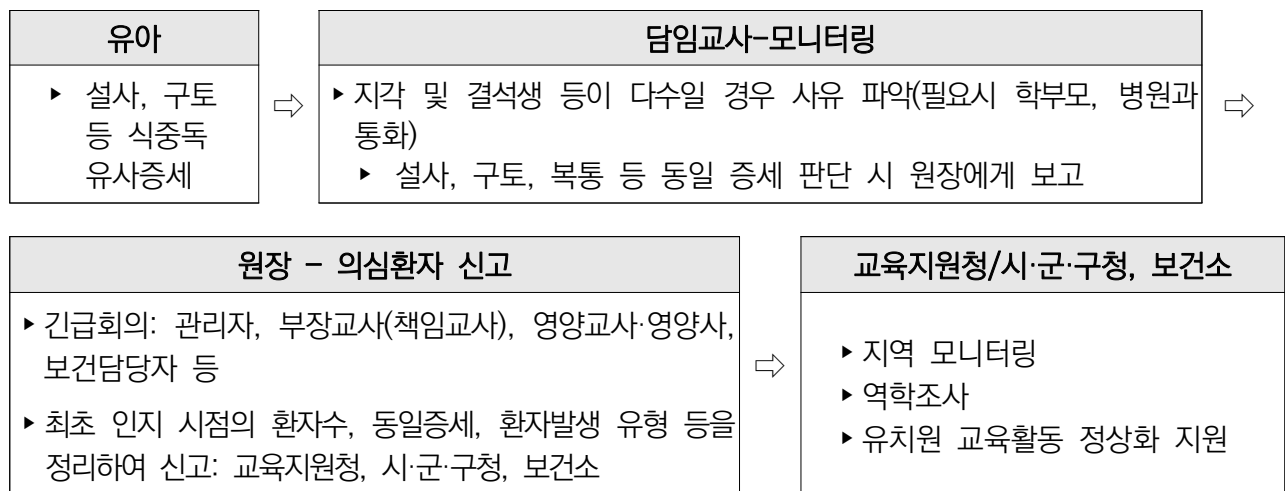 유아
▸ 설사, 구토
등 식중독
유사증세
⇨
담임교사-모니터링
▸지각 및 결석생 등이 다수일 경우 사유 파악(필요시 학부모, 병원과
통화)
▸ 설사, 구토, 복통 등 동일 증세 판단 시 원장에게 보고
⇨
원장 - 의심환자 신고
▸긴급회의: 관리자, 부장교사(책임교사), 영양교사·영양사,
보건담당자 등
▸최초 인지 시점의 환자수, 동일증세, 환자발생 유형 등을
정리하여 신고: 교육지원청, 시·군·구청, 보건소
⇨
교육지원청/시·군·구청, 보건소
▸지역 모니터링
▸역학조사
▸유치원 교육활동 정상화 지원